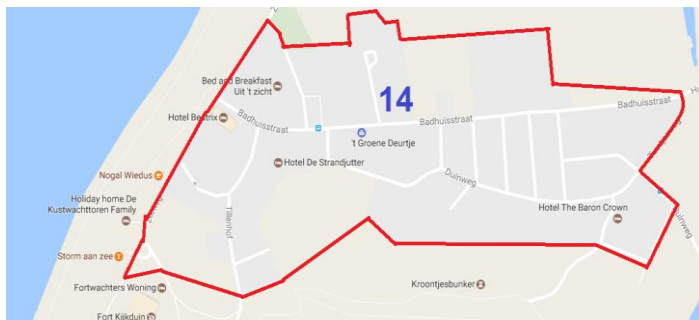 Bed and Breakfast
Uit 't zicht
14
Badhuisstraat
Hotel Beatrix
Badhuisstraat
Badhuisstraat
't Groene Deurtje
Hotel De Strandjutter
Nogal Wiedus
Duinweg
Holiday home De
Kustwachttoren Family
Tillenhof
Hotel The Baron Crown
Duinweg
Storm aan zee
Fortwachters Woning
Kroontjesbunker
Fort Kijkduin